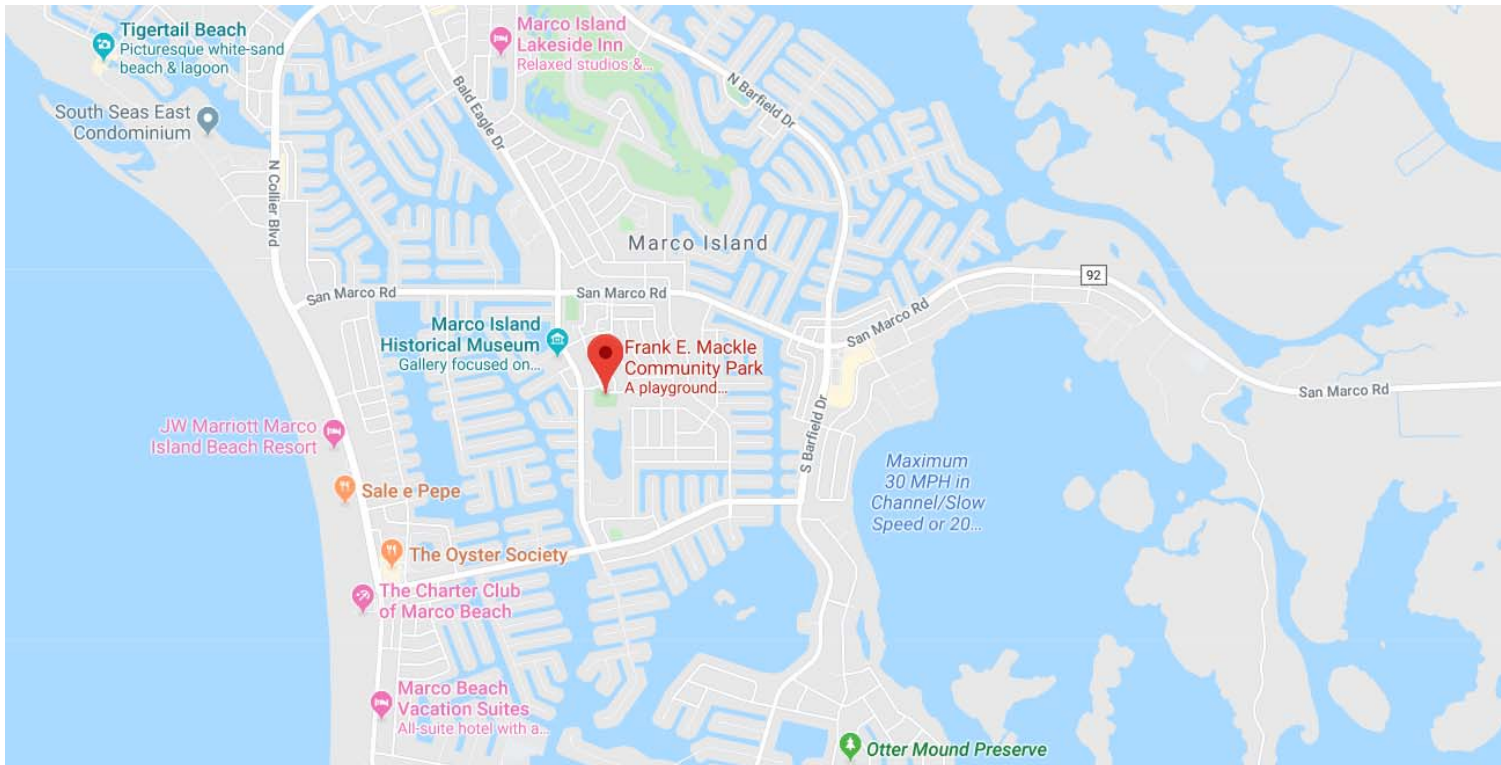 Tigertail Beach
Picturesque white-sand
beach & lagoon
Marco Island
Lakeside Inn
Relaxed studios &...
South Seas East
Condominium
Bald Eagle Dr
N Barfield Dr
N Collier Blvd
Marco Island
92
San Marco Rd
San Marco Rd
San Marco Rd
San Marco Rd
Marco Island
Historical Museum
Gallery focused on...
Frank E. Mackle
Community Park
A playground...
JW Marriott Marco
Island Beach Resort
S Barfield Dr
Maximum
30 MPH in
Channel/Slow
Speed or 20...
Sale e Pepe
The Oyster Society
The Charter Club
of Marco Beach
Marco Beach
Vacation Suites
All-suite hotel with a...
Otter Mound Preserve